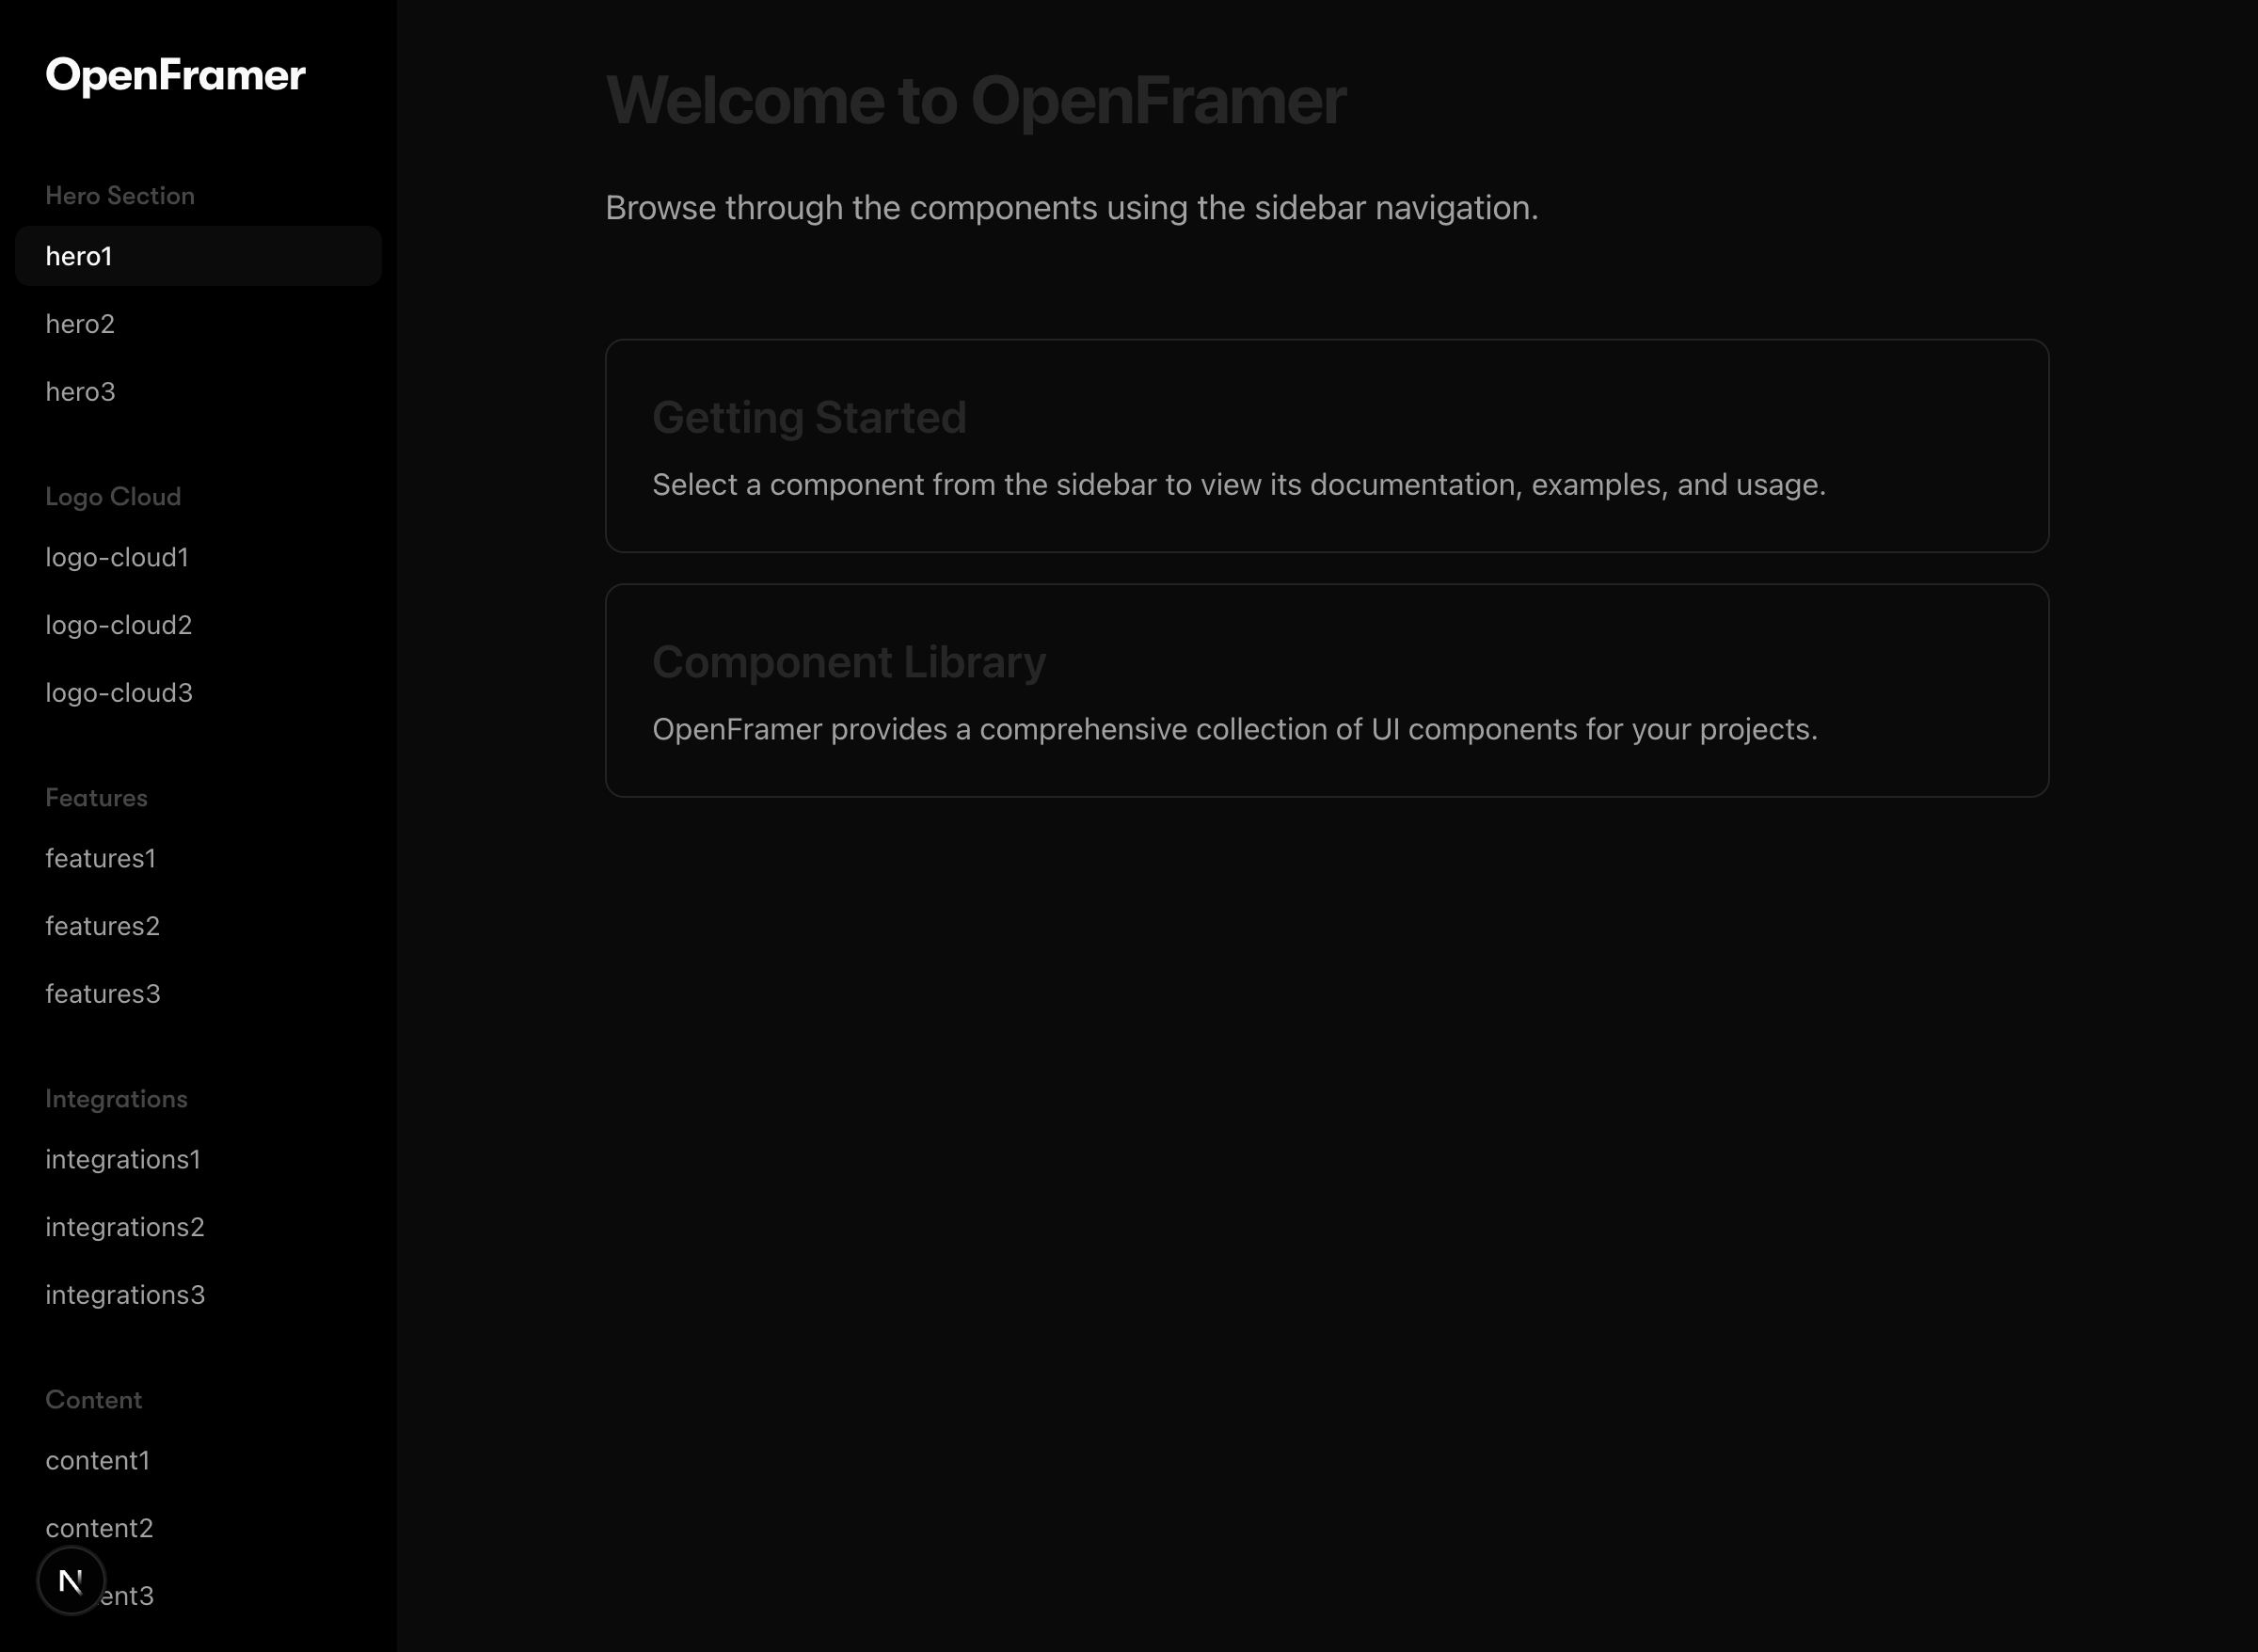 OpenFramer
Hero Section
hero1
hero2
hero3
Logo Cloud
logo-cloud1
logo-cloud2
logo-cloud3
Features
features1
features2
features3
Integrations
integrations1
integrations2
integrations3
Content
content1
content2
ent3
N
Welcome to OpenFramer
Browse through the components using the sidebar navigation.
Getting Started
Select a component from the sidebar to view its documentation, examples, and usage.
Component Library
OpenFramer provides a comprehensive collection of UI components for your projects.